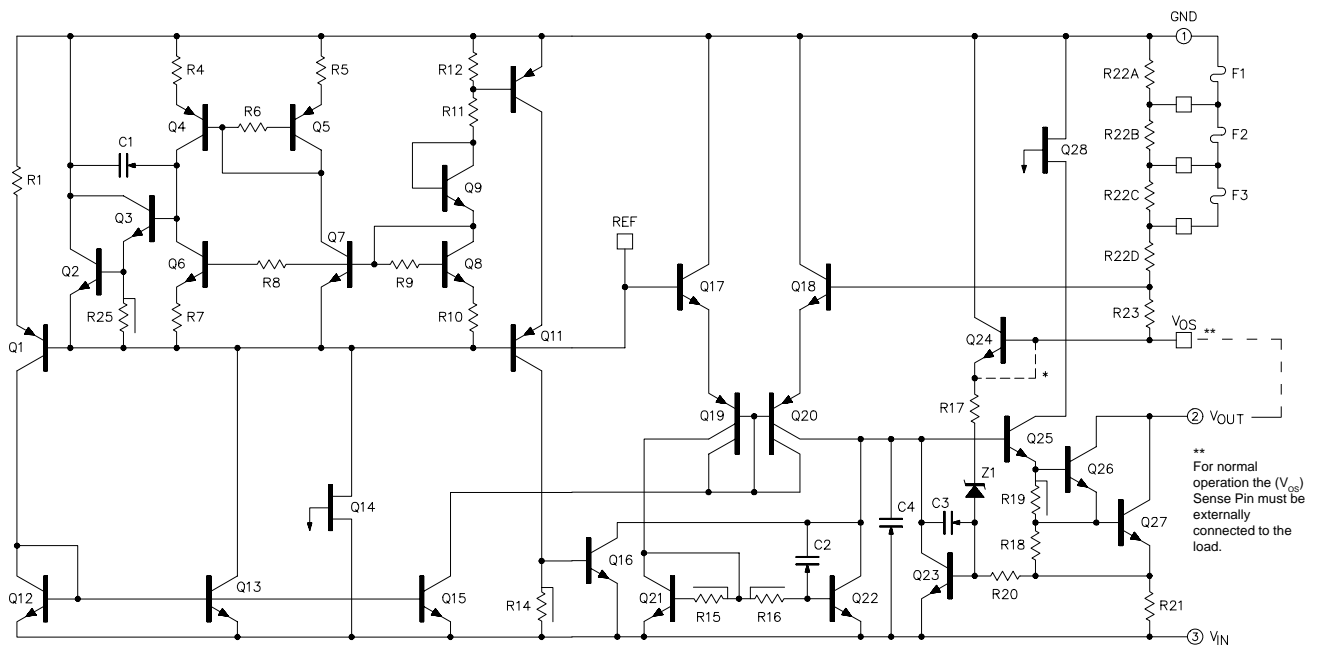 GND
1
R4
R5
R12
R22A
F1
R11
Q4
R6
Q5
C1
Q28
R22B
F2
R1
Q9
R22C
F3
Q3
REF
Q7
Q2
Q6
R8
R9
Q8
Q17
Q18
R22D
R25
R7
R10
R23
VOS **
Q1
Q11
Q24
*
Q19
Q20
R17
2 VOUT
Q25
Z1
Q26
**
For normal
operation the (VOS)
Sense Pin must be
externally
connected to the
load.
R19
Q14
C4
C3
Q27
Q16
C2
R18
Q12
Q13
Q15
R14
Q21
R15
R16
Q22
Q23
R20
R21
3 VIN